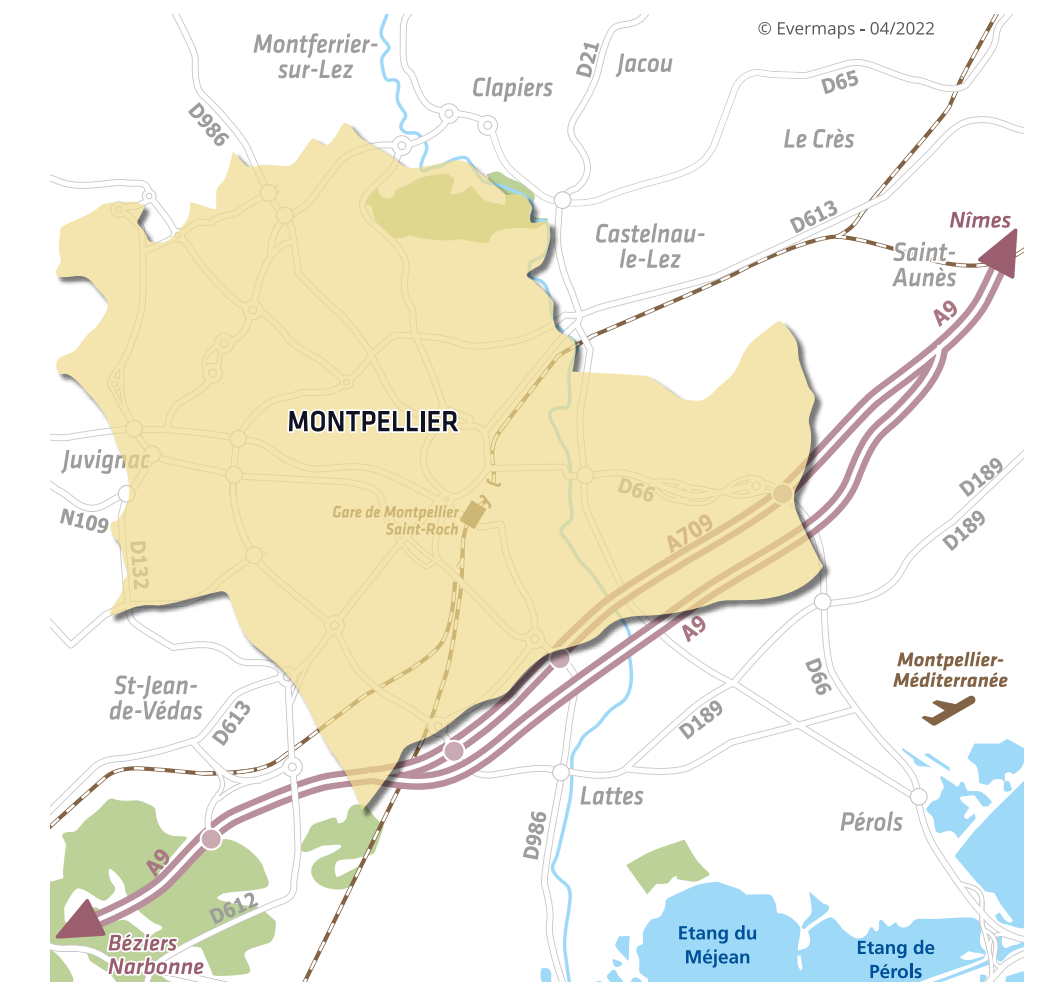 © Evermaps - 04/2022
Montferrier-
sur-Lez
D21
Jacou
Clapiers
D65
D986
Le Crès
D613
Nîmes
Castelnau-
le-Lez
Saint-
Aunès
A9
MONTPELLIER
Juvignac
D66
D189
N109
Gare de Montpellier
Saint-Roch
A709
D189
D132
A9
Montpellier-
Méditerranée
D66
St-Jean-
de-Védas
D613
D189
Lattes
Pérols
D986
A9
D612
Béziers
Narbonne
Etang du
Méjean
Etang de
Pérols